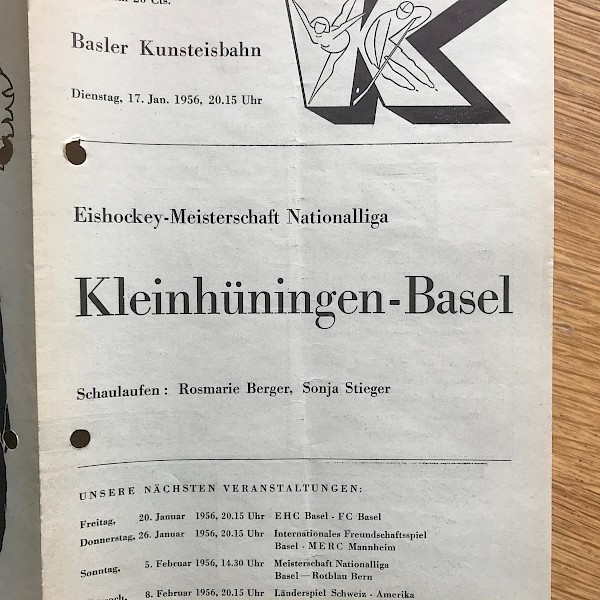 20 Cts.
Basler Kunsteisbahn
Dienstag, 17. Jan. 1956, 20.15 Uhr
K
Eishockey-Meisterschaft Nationalliga
Kleinhüningen-Basel
Schaulaufen: Rosmarie Berger, Sonja Stieger
UNSERE NÄCHSTEN VERANSTALTUNGEN:
Freitag, 20. Januar 1956, 20.15 Uhr EHC Basel - FC Basel
Donnerstag, 26. Januar 1956, 20.15 Uhr Internationales Freundschaftsspiel
Basel - MERC Mannheim
Sonntag, 5. Februar 1956, 14.30 Uhr Meisterschaft Nationalliga
Basel — Rotblau Bern
8. Februar 1956, 20.15 Uhr Länderspiel Schweiz - Amerika